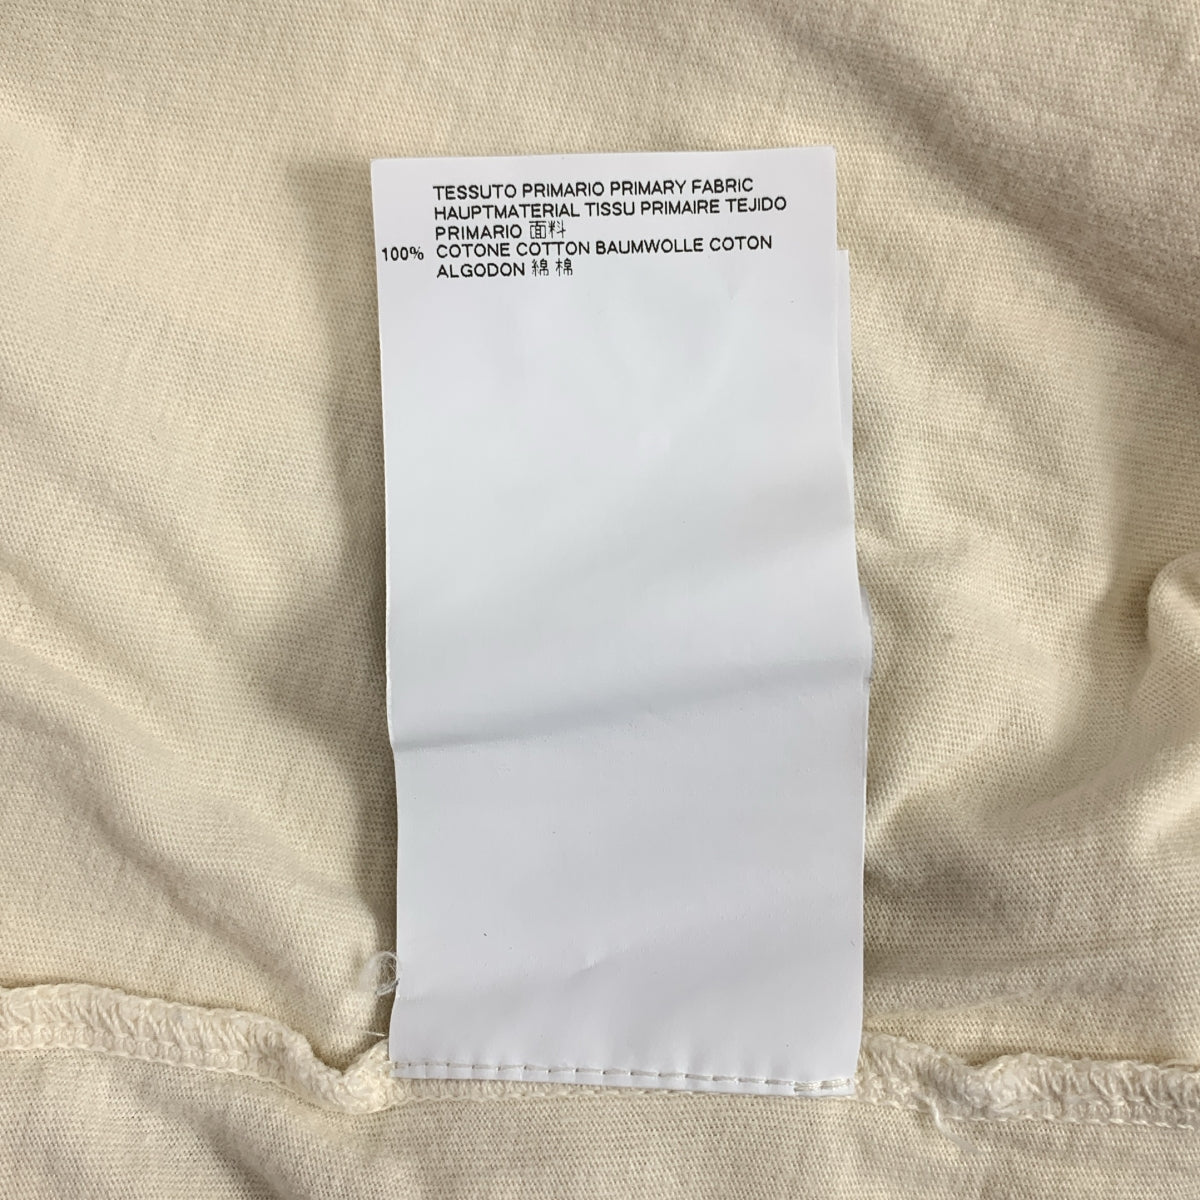 TESSUTO PRIMARIO PRIMARY FABRIC
HAUPTMATERIAL TISSU PRIMAIRE TEJIDO
PRIMARIO 面料
100% COTONE COTTON BAUMWOLLE COTON
ALGODON 綿 棉